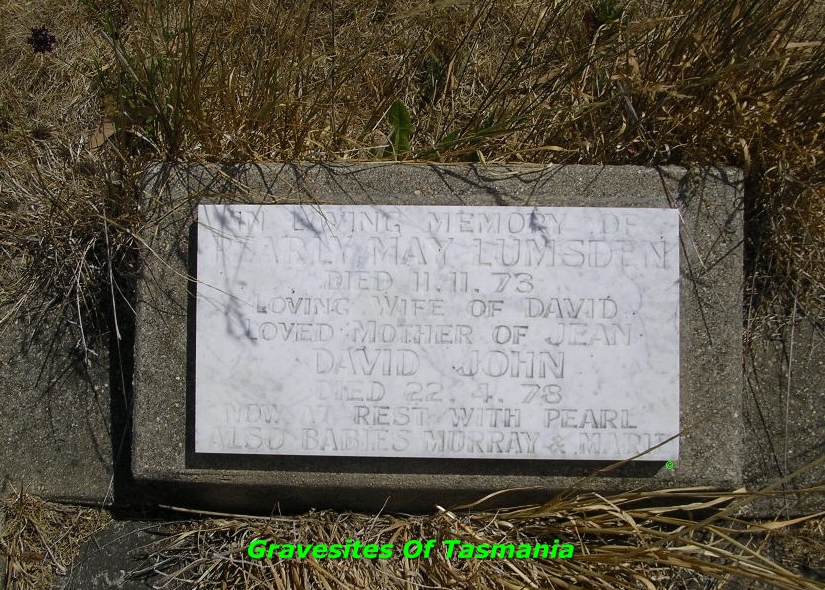 IN LOVING MEMORY OF
PEARLY MAY LUMSDEN
DIED 11.11.73
LOVING WIFE OF DAVID
LOVED MOTHER OF JEAN
DAVID JOHN
DIED 22.4.78
NOW AT REST WITH PEARL
ALSO BABIES MURRAY & MARK
Gravesites Of Tasmania